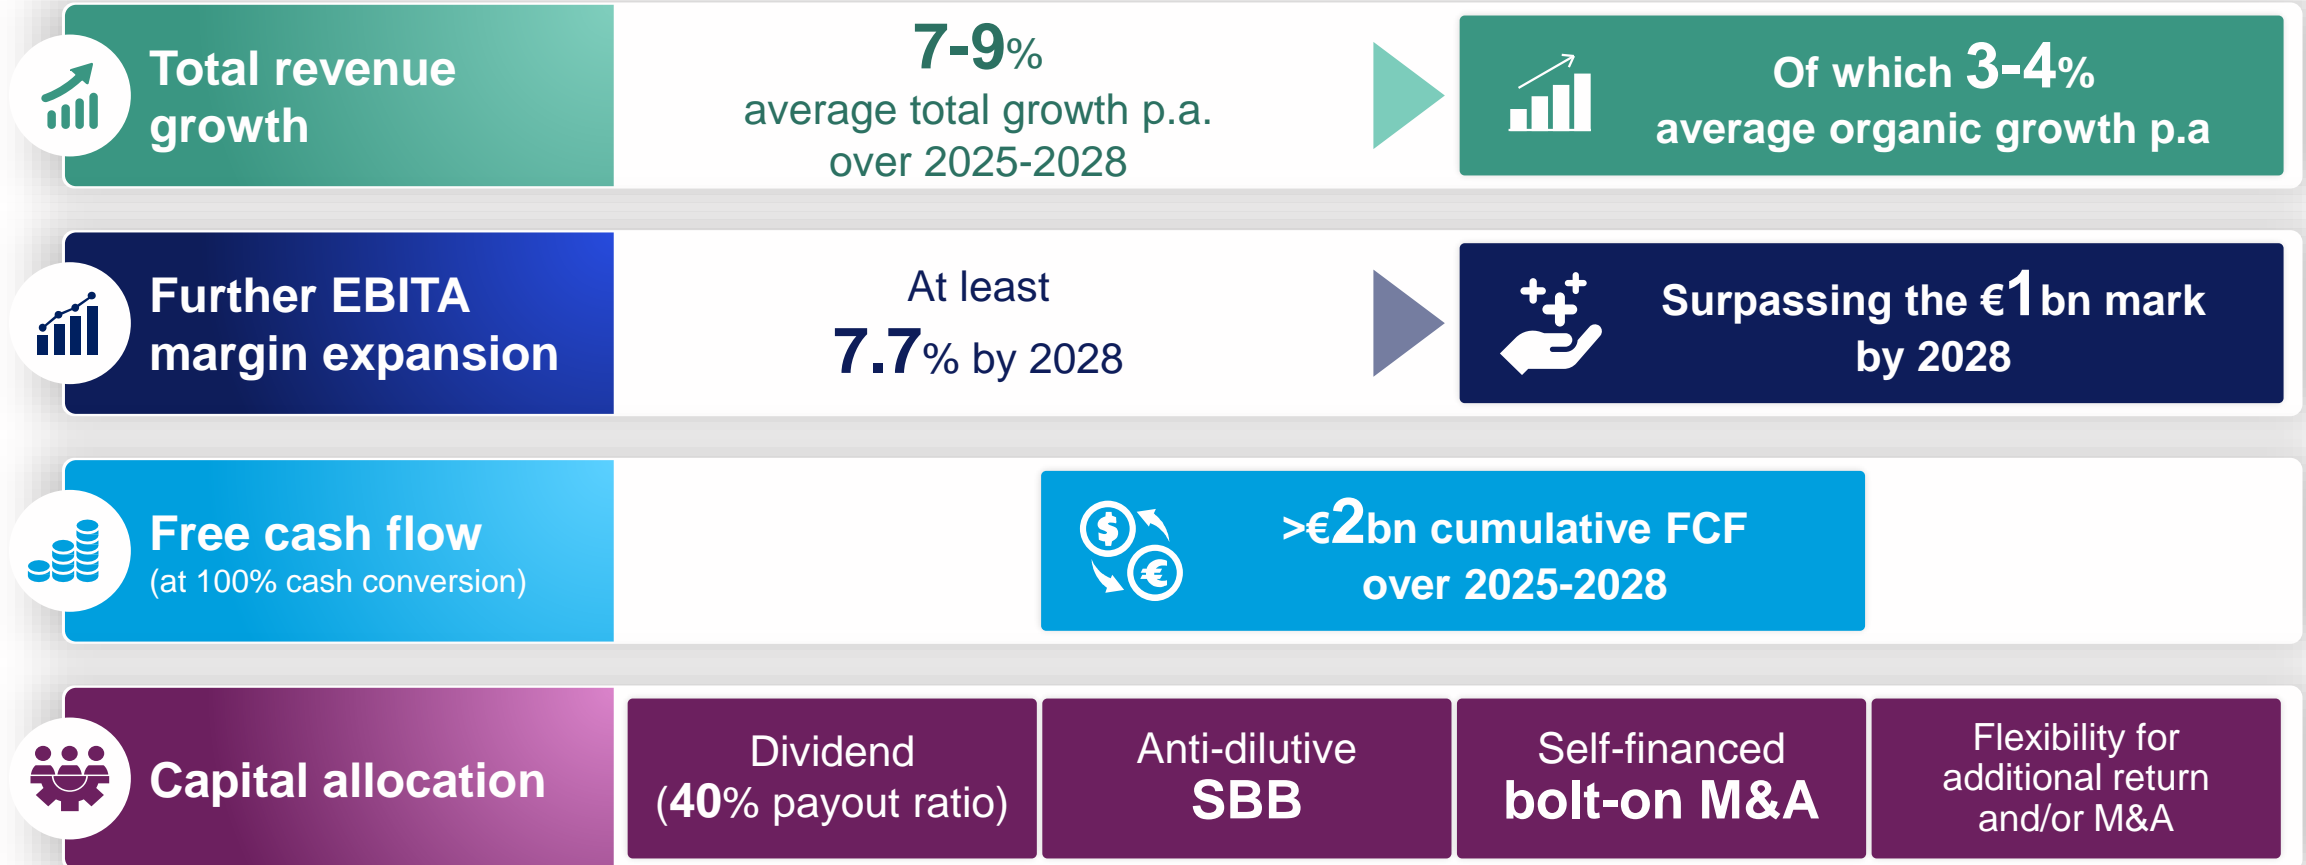 Total revenue
growth
7-9%
average total growth p.a.
over 2025-2028
Of which 3-4%
average organic growth p.a
Further EBITA
margin expansion
At least
7.7% by 2028
Surpassing the €1bn mark
by 2028
Free cash flow
(at 100% cash conversion)
$
€
>€2bn cumulative FCF
over 2025-2028
Capital allocation
Dividend
(40% payout ratio)
Anti-dilutive
SBB
Self-financed
bolt-on M&A
Flexibility for
additional return
and/or M&A